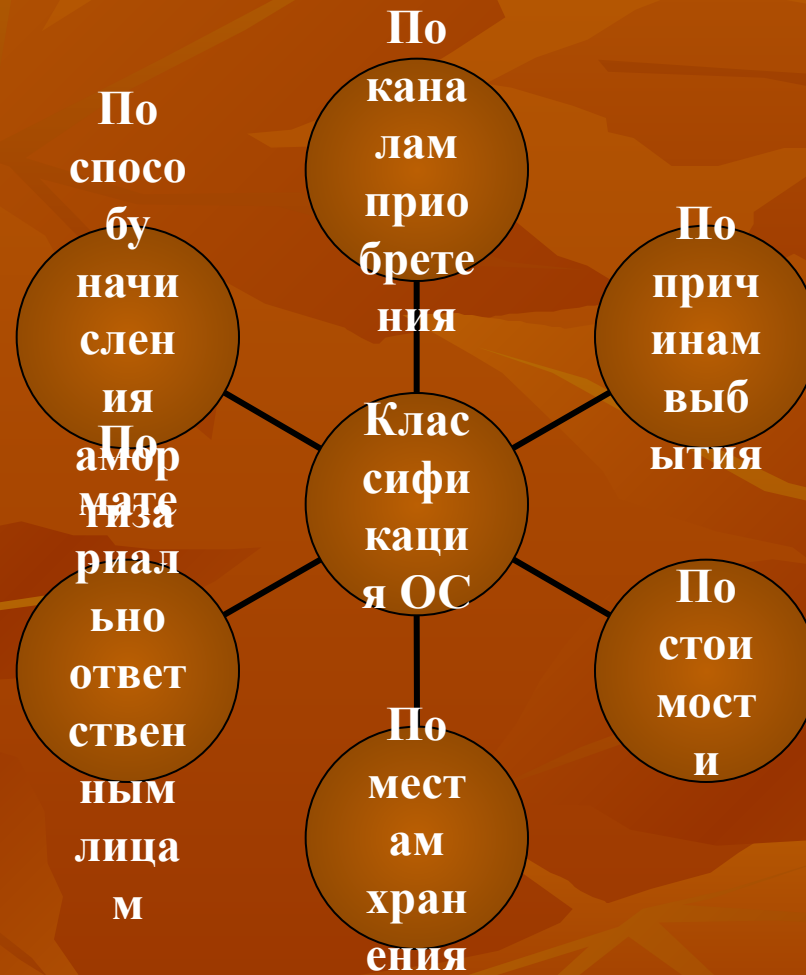 По
кана
лам
прио
брете
ния
По
спосо
бу
начи
слен
ия
амор
тиза
По
прич
инам
выб
ытия
Клас
сифи
каци
я ОС
По
мате
риал
ьно
ответ
ствен
ным
лица
м
По
стои
мост
и
По
мест
ам
хран
ения